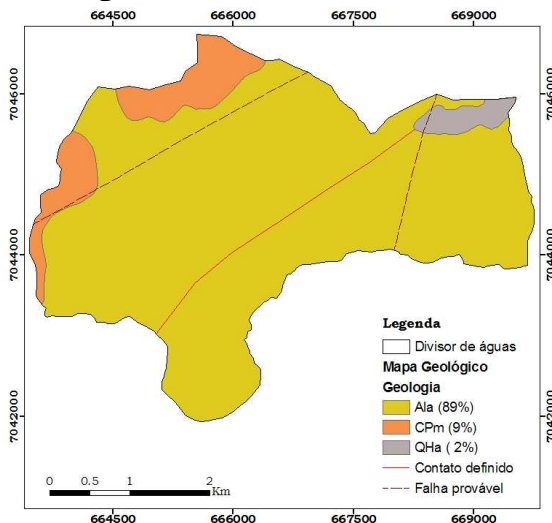 664500 666000 667500 669000
7046000
7046000
7044000
7044000
7042000
7042000
Legenda
Divisor de águas
Mapa Geológico
Geologia
Ala (89%)
CPm (9%)
QHa ( 2%)
Contato definido
Falha provável
0 0.5 1 2
Km
664500 666000 667500 669000